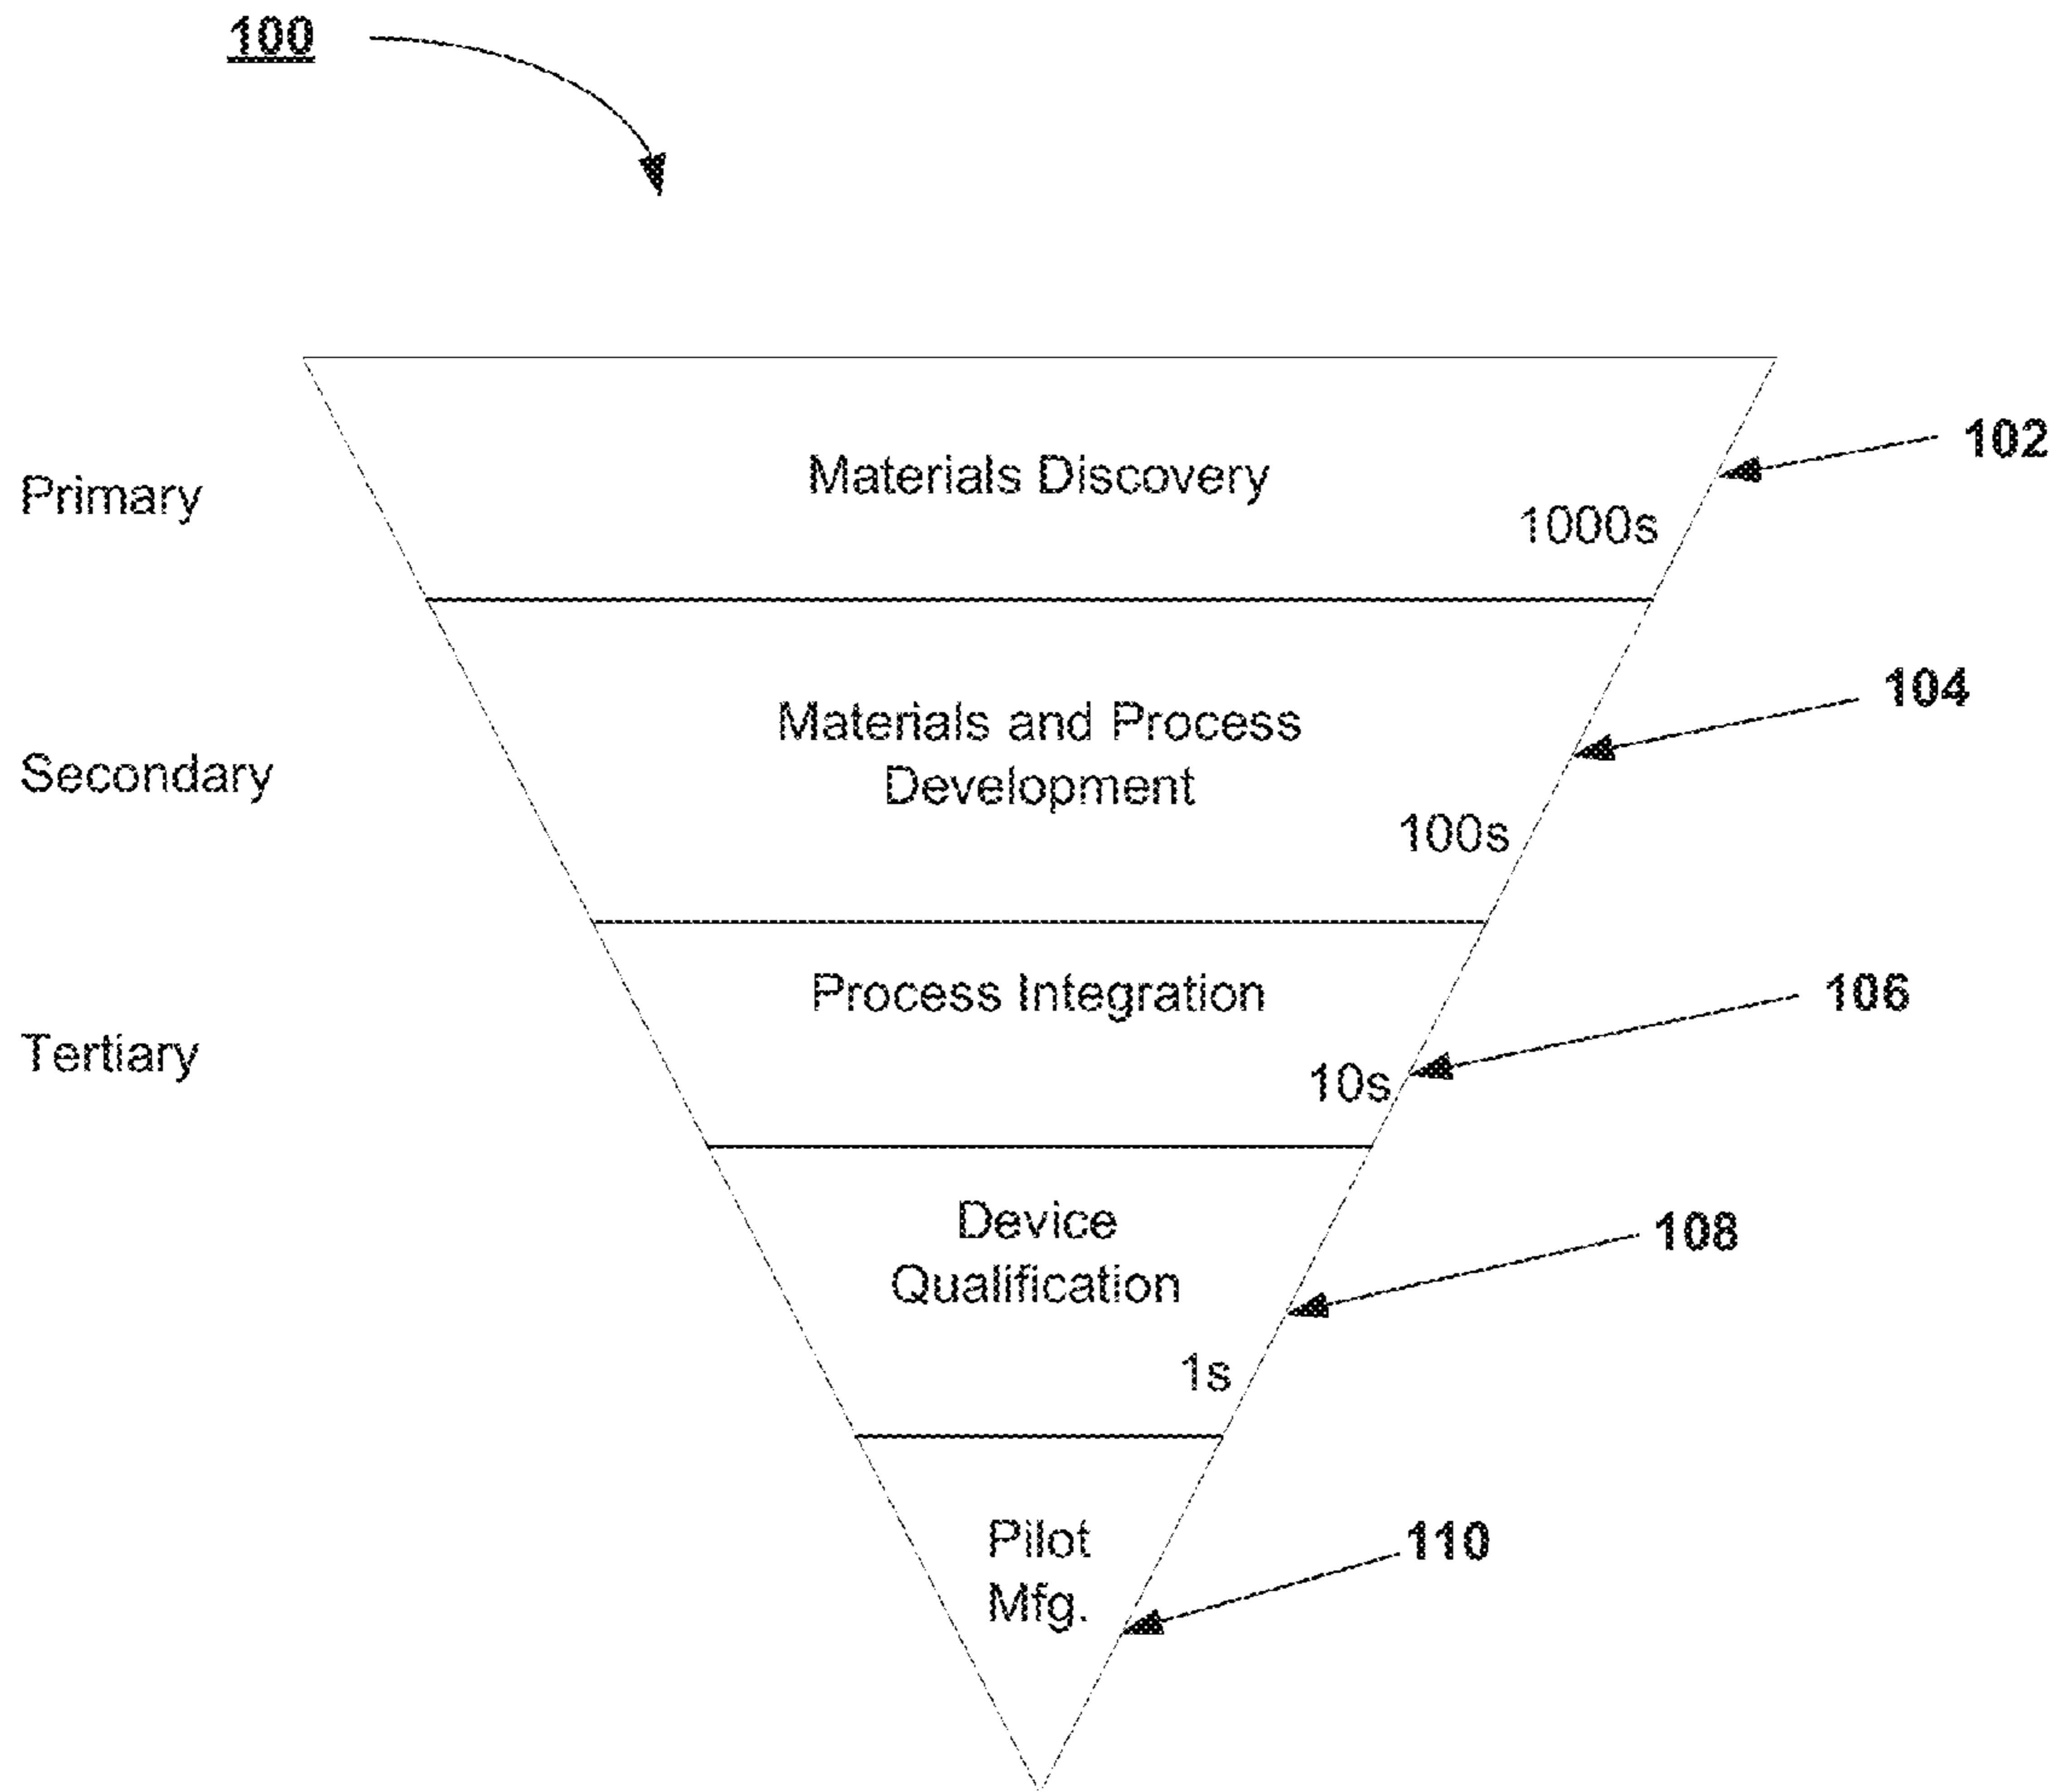 100
102
Materials Discovery
Primary
1000s
104
Materials and Process
Development
Secondary
100s
106
Process Integration
Tertiary
10s
108
Device
Qualification
1s
110
Pilot
Mfg.